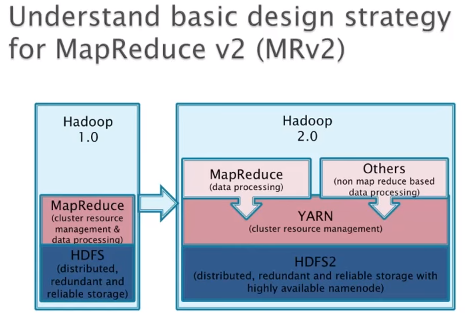 Understand basic design strategy
for MapReduce v2 (MRv2)
Hadoop
1.0
MapReduce
(cluster resource
management &
data processing)
HDFS
(distributed,
redundant and
reliable storage)
Hadoop
2.0
MapReduce
(data processing)
Others
(non map reduce based
data processing)
YARN
(cluster resource management)
HDFS2
(distributed, redundant and reliable storage with
highly available namenode)